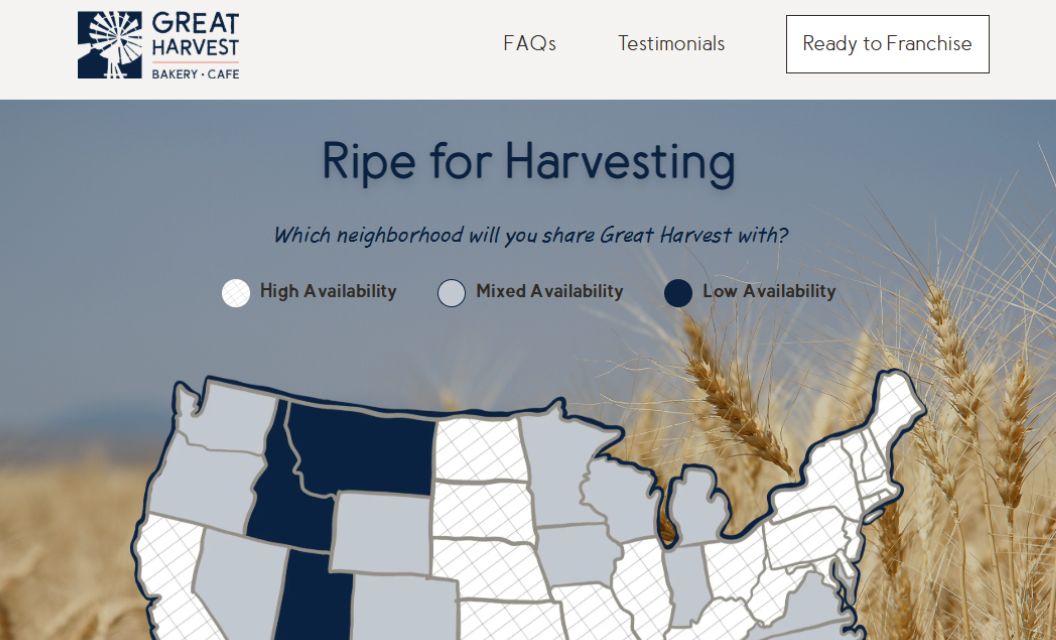 GREAT
HARVEST
BAKERY · CAFE
FAQs
Testimonials
Ready to Franchise
Ripe for Harvesting
Which neighborhood will you share Great Harvest with?
High Availability
Mixed Availability
Low Availability